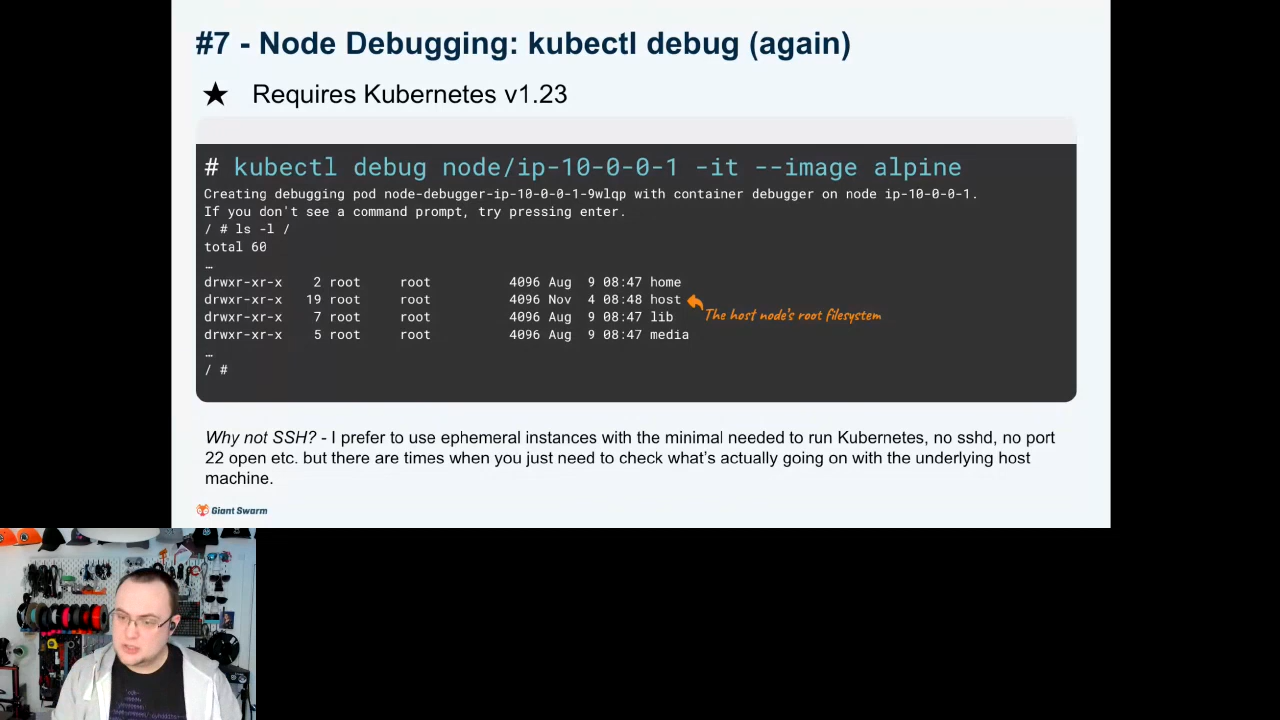 #7 - Node Debugging: kubectl debug (again)
★ Requires Kubernetes v1.23
# kubectl debug node/ip-10-0-0-1 -it --image alpine
Creating debugging pod node-debugger-ip-10-0-0-1-9wlqp with container debugger on node ip-10-0-0-1.
If you don't see a command prompt, try pressing enter.
/ # ls -l /
total 60
…
drwxr-xr-x 2 root root 4096 Aug 9 08:47 home
drwxr-xr-x 19 root root 4096 Nov 4 08:48 host
The host node's root filesystem
drwxr-xr-x 7 root root 4096 Aug 9 08:47 lib
drwxr-xr-x 5 root root 4096 Aug 9 08:47 media
…
/ #
Why not SSH? - I prefer to use ephemeral instances with the minimal needed to run Kubernetes, no sshd, no port
22 open etc. but there are times when you just need to check what's actually going on with the underlying host
machine.
Giant Swarm